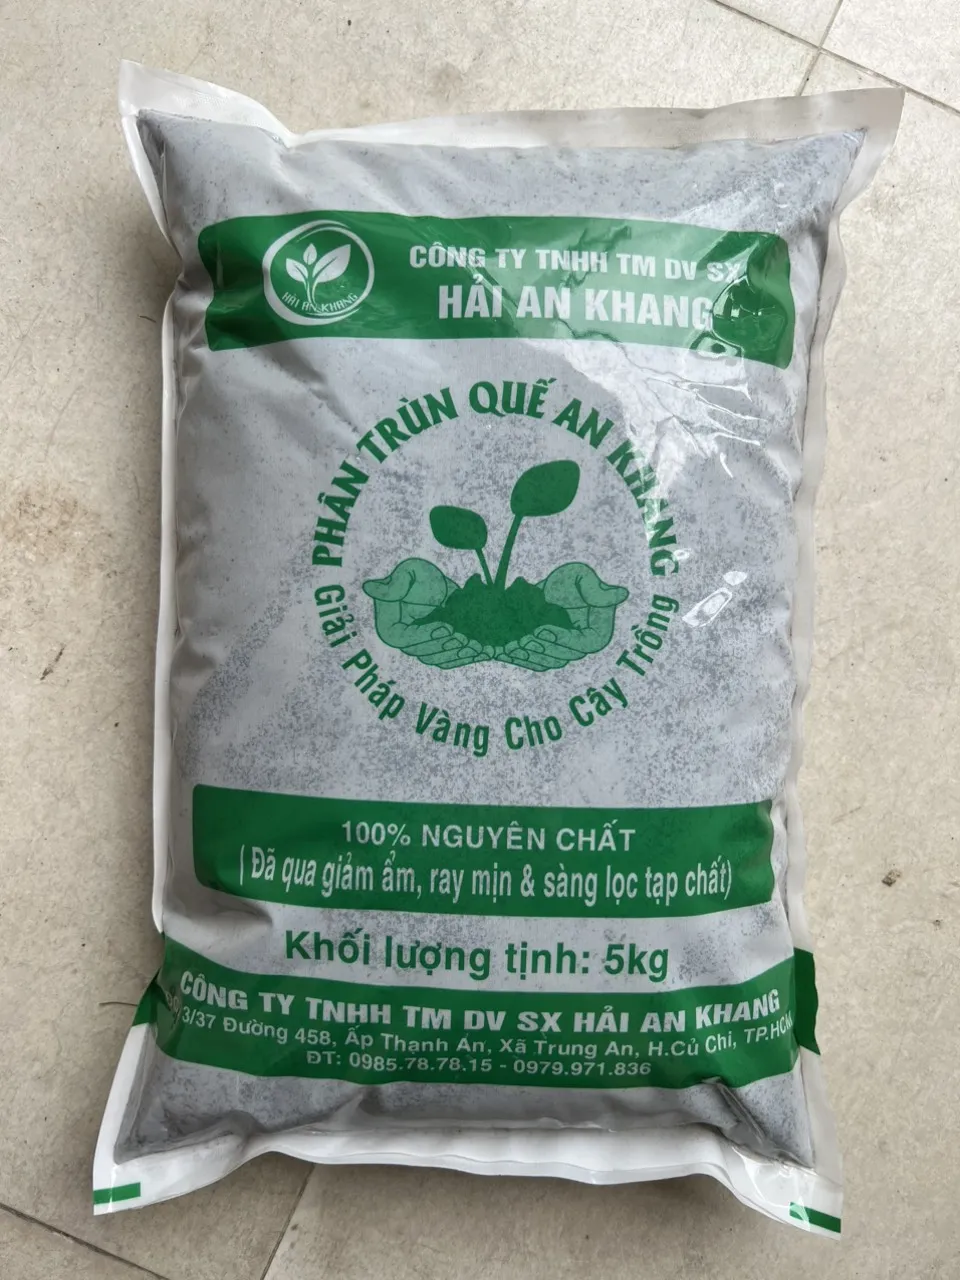 HẢI AN KHANG
CÔNG TY TNHH TM DV SX
HẢI AN KHANG
PHÂN TRÙN QUẾ AN KHANG
Giải Pháp Vàng Cho Cây Trồng
100% NGUYÊN CHẤT
( Đã qua giảm ẩm, ray mịn & sàng lọc tạp chất)
Khối lượng tịnh: 5kg
CÔNG TY TNHH TM DV SX HẢI AN KHANG
3/37 Đường 458, Ấp Thạnh An, Xã Trung An, H.Củ Chi, TP.HCM
ĐT: 0985.78.78.15 - 0979.971.836